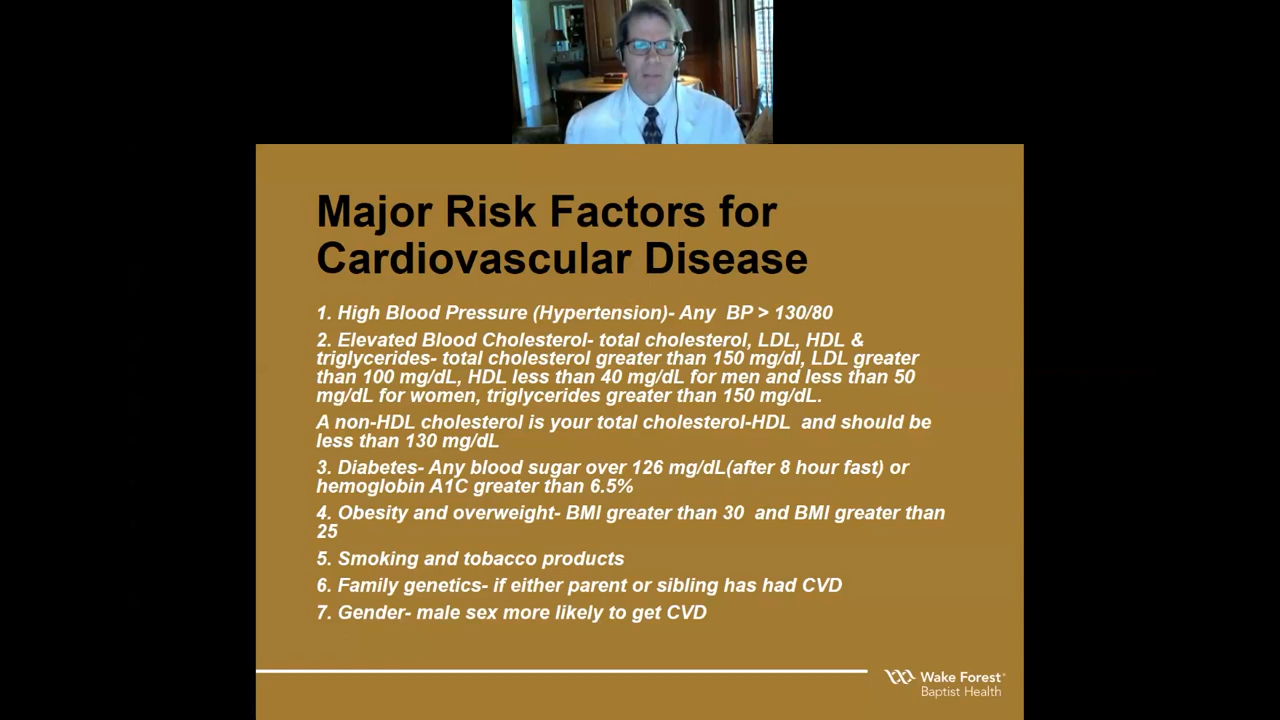 Major Risk Factors for
Cardiovascular Disease
1. High Blood Pressure (Hypertension)- Any  BP > 130/80
2. Elevated Blood Cholesterol- total cholesterol, LDL, HDL &
triglycerides- total cholesterol greater than 150 mg/dl, LDL greater
than 100 mg/dL, HDL less than 40 mg/dL for men and less than 50
mg/dL for women, triglycerides greater than 150 mg/dL.
A non-HDL cholesterol is your total cholesterol-HDL  and should be
less than 130 mg/dL
3. Diabetes- Any blood sugar over 126 mg/dL(after 8 hour fast) or
hemoglobin A1C greater than 6.5%
4. Obesity and overweight- BMI greater than 30  and BMI greater than
25
5. Smoking and tobacco products
6. Family genetics- if either parent or sibling has had CVD
7. Gender- male sex more likely to get CVD
Wake Forest
Baptist Health